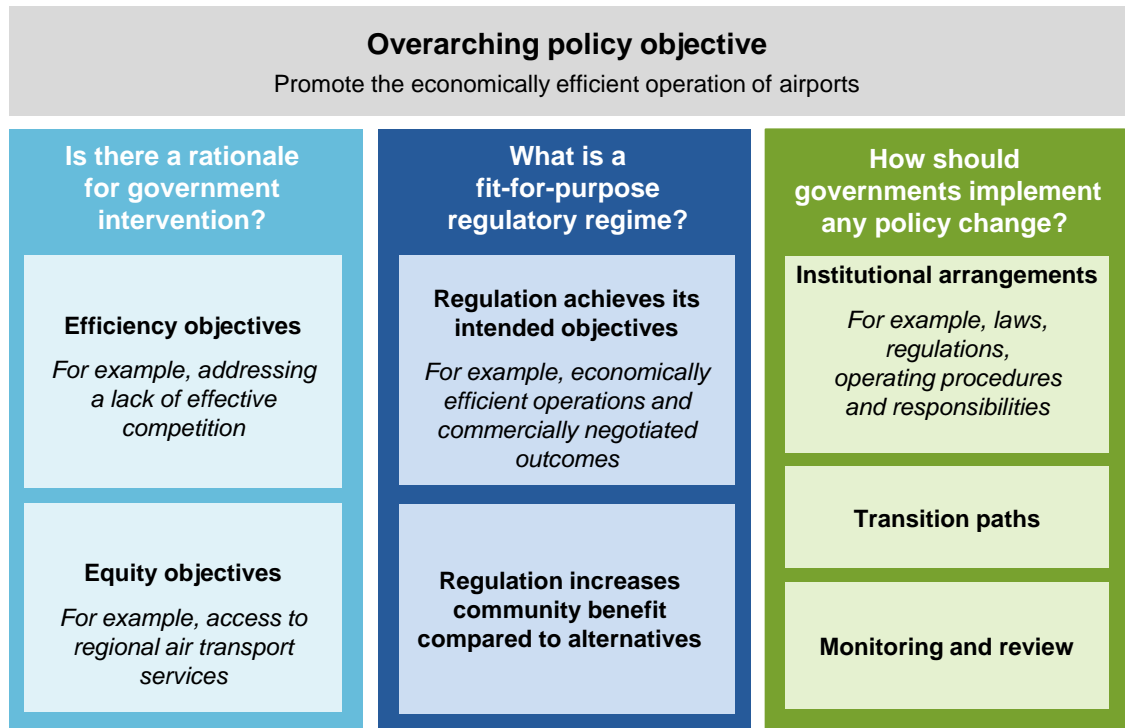 Overarching policy objective
Promote the economically efficient operation of airports
Is there a rationale
for government
intervention?
Efficiency objectives
For example, addressing
a lack of effective
competition
Equity objectives
For example, access to
regional air transport
services
What is a
fit-for-purpose
regulatory regime?
Regulation achieves its
intended objectives
For example, economically
efficient operations and
commercially negotiated
outcomes
Regulation increases
community benefit
compared to alternatives
How should
governments implement
any policy change?
Institutional arrangements
For example, laws,
regulations,
operating procedures
and responsibilities
Transition paths
Monitoring and review